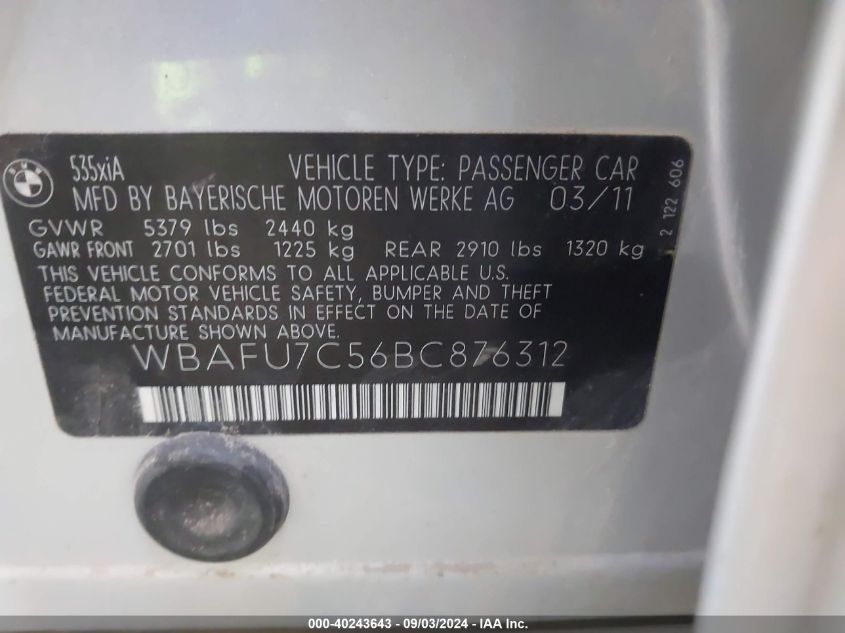 BMW
535xiA VEHICLE TYPE: PASSENGER CAR
MFD BY BAYERISCHE MOTOREN WERKE AG 03/11
GVWR 5379 lbs 2440 kg
GAWR FRONT 2701 lbs 1225 kg REAR 2910 lbs 1320 kg
THIS VEHICLE CONFORMS TO ALL APPLICABLE U.S.
FEDERAL MOTOR VEHICLE SAFETY, BUMPER AND THEFT
PREVENTION STANDARDS IN EFFECT ON THE DATE OF
MANUFACTURE SHOWN ABOVE.
WBAFU7C56BC876312
2 122 606
000-40243643 - 09/03/2024 - IAA Inc.